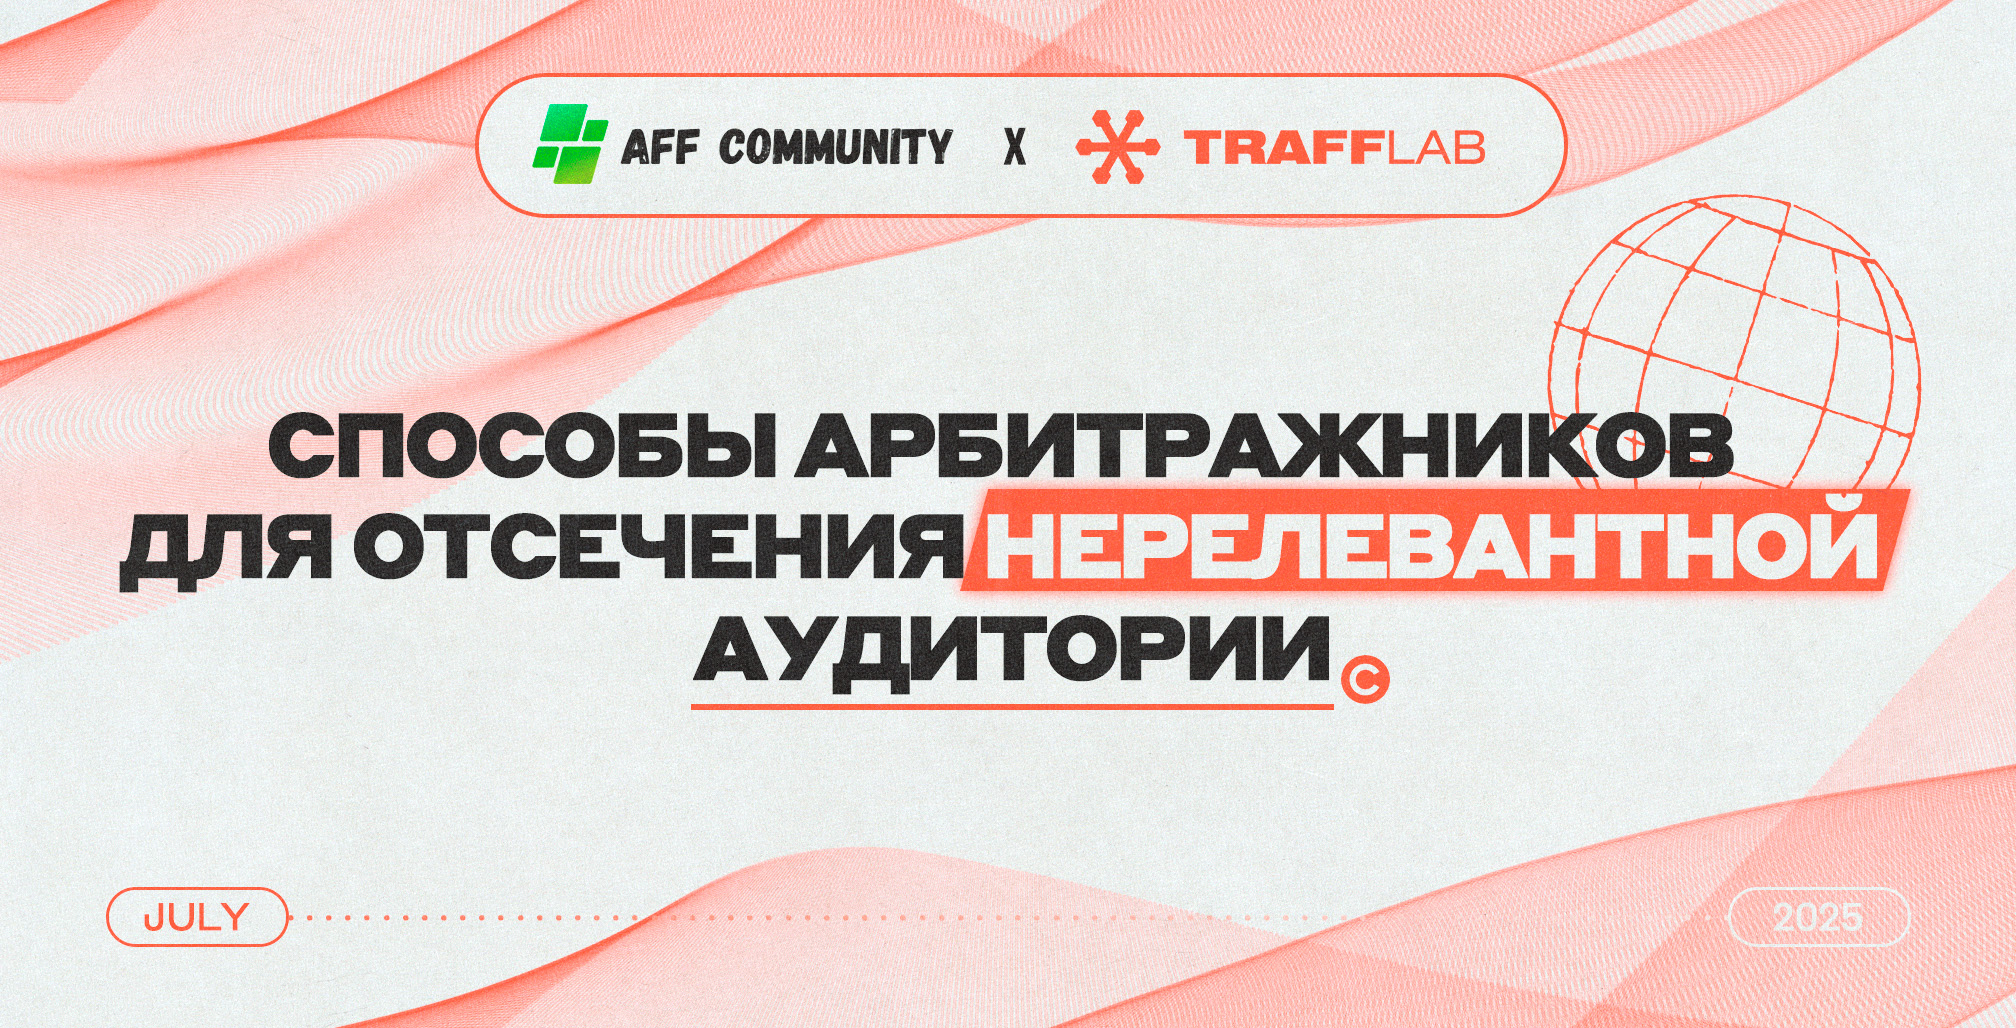 AFF COMMUNITY X TRAFFLAB
СПОСОБЫ АРБИТРАЖНИКОВ
ДЛЯ ОТСЕЧЕНИЯ НЕРЕЛЕВАНТНОЙ
АУДИТОРИИ ©
JULY 2025